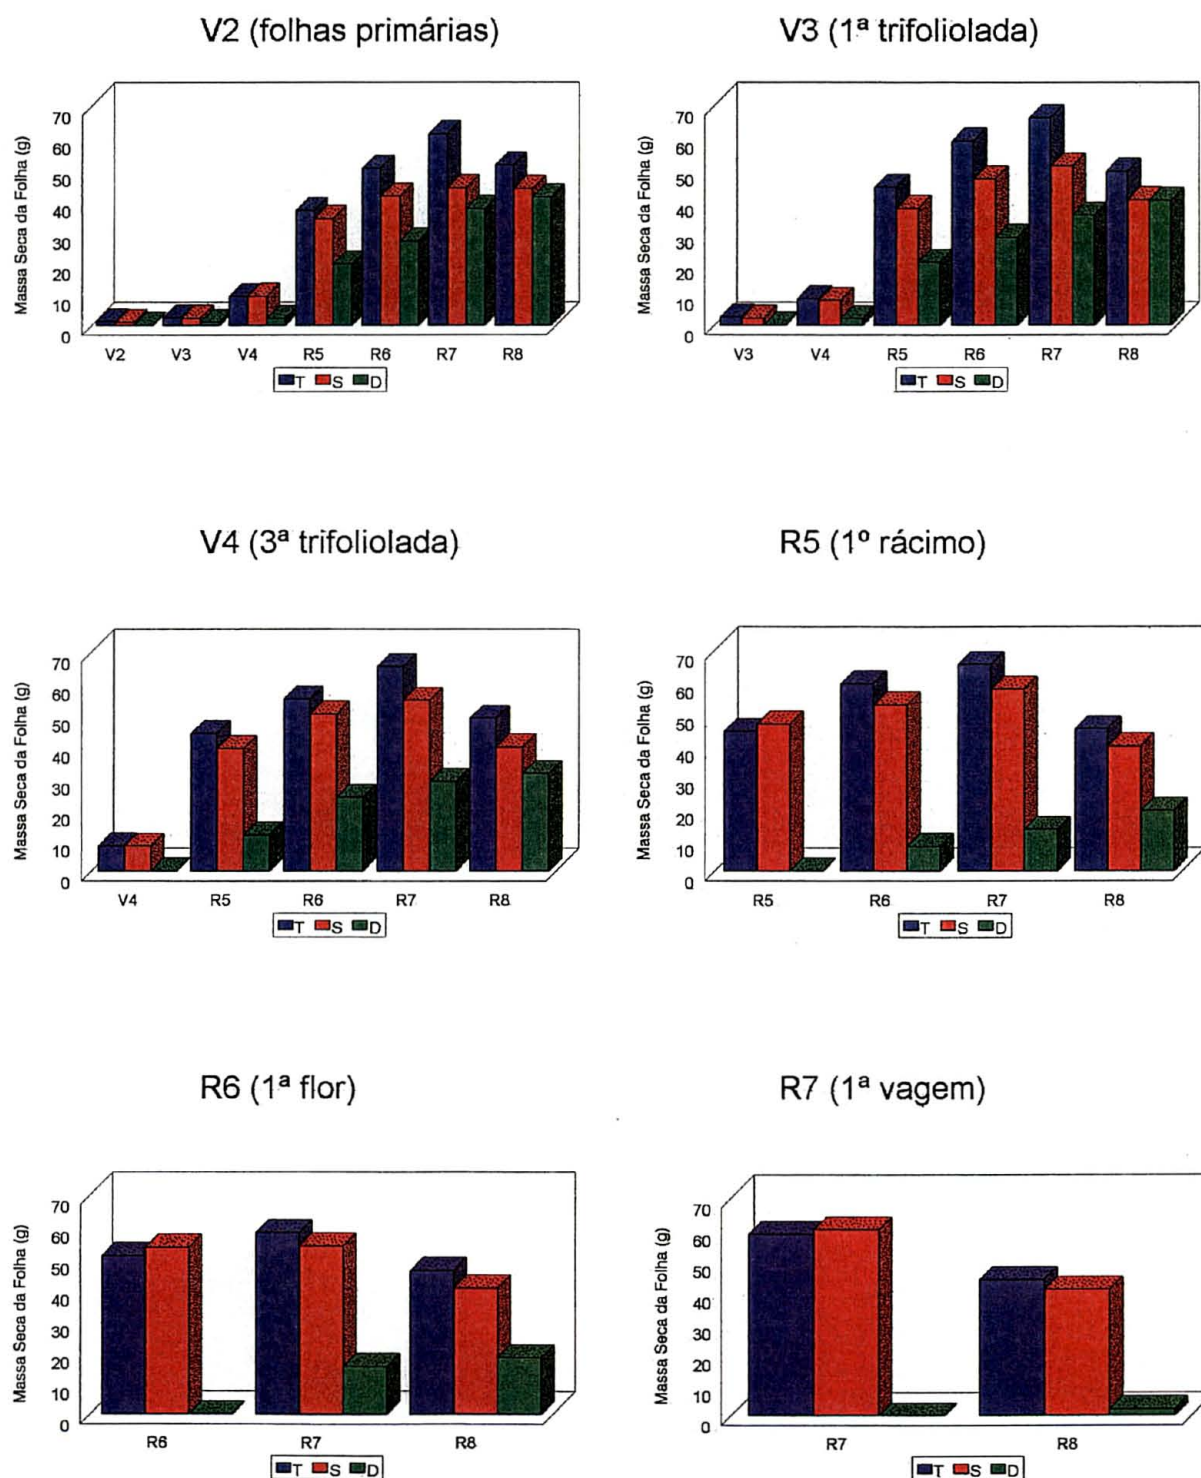 V2 (folhas primárias)
Massa Seca da Folha (g)
70
60
50
40
30
20
10
0
V2 V3 V4 R5 R6 R7 R8
T S D
V3 (1ª trifoliolada)
Massa Seca da Folha (g)
70
60
50
40
30
20
10
0
V3 V4 R5 R6 R7 R8
T S D
V4 (3ª trifoliolada)
Massa Seca da Folha (g)
70
60
50
40
30
20
10
0
V4 R5 R6 R7 R8
T S D
R5 (1º rácimo)
Massa Seca da Folha (g)
70
60
50
40
30
20
10
0
R5 R6 R7 R8
T S D
R6 (1ª flor)
Massa Seca da Folha (g)
70
60
50
40
30
20
10
0
R6 R7 R8
T S D
R7 (1ª vagem)
Massa Seca da Folha (g)
70
60
50
40
30
20
10
0
R7 R8
T S D